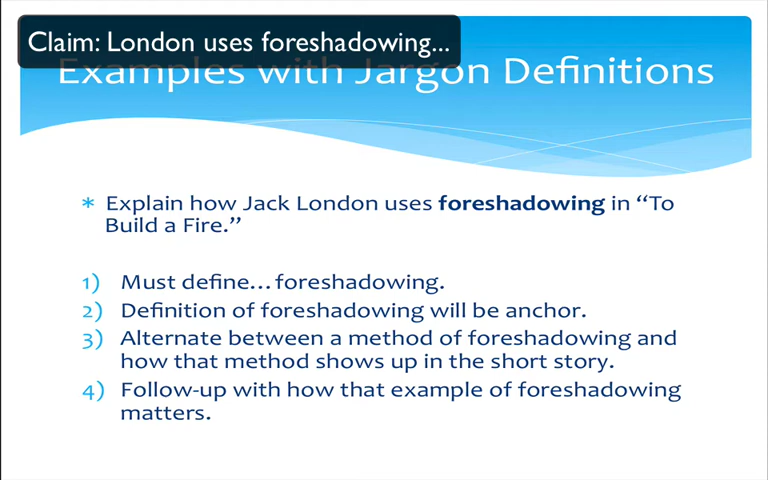 Claim: London uses foreshadowing...
Examples with Jargon Definitions
* Explain how Jack London uses foreshadowing in “To
Build a Fire.”
1) Must define…foreshadowing.
2) Definition of foreshadowing will be anchor.
3) Alternate between a method of foreshadowing and
how that method shows up in the short story.
4) Follow-up with how that example of foreshadowing
matters.